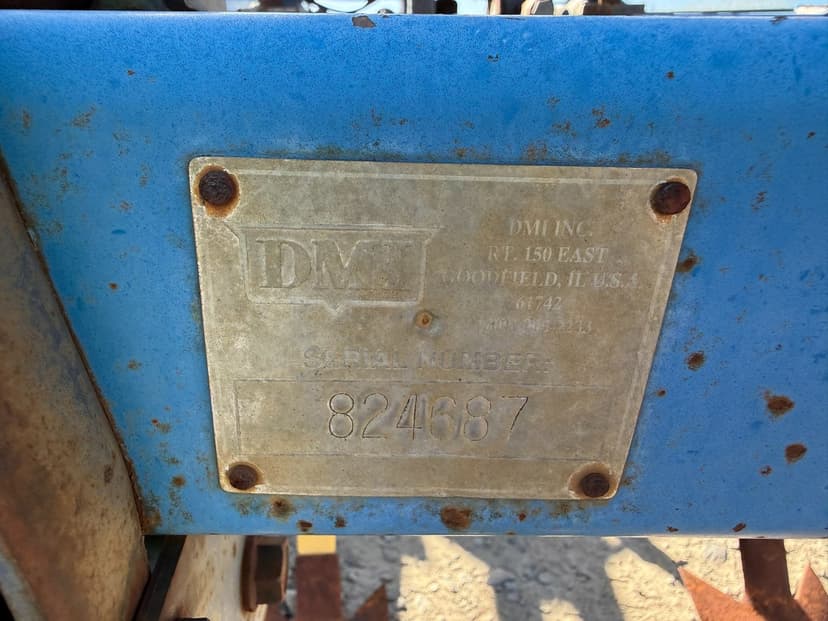 DMI
DMI INC.
RT. 150 EAST
GOODFIELD, IL U.S.A.
61742
SERIAL NUMBER
824687